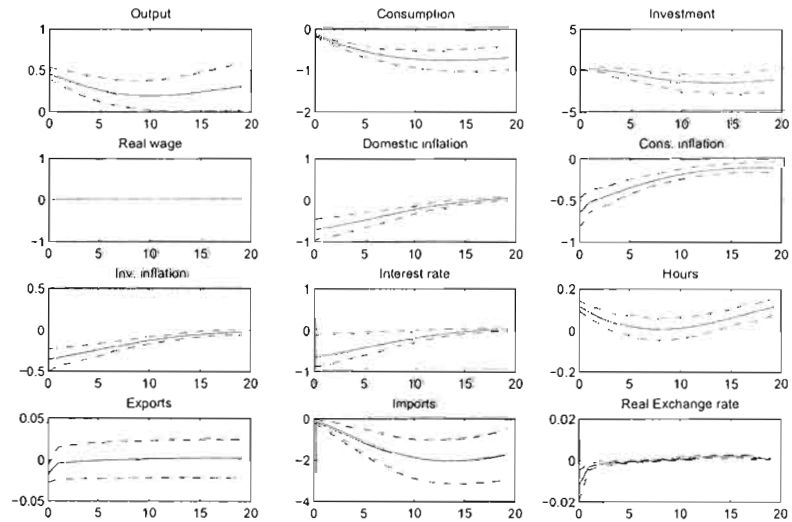 Output Consumption Investment
1 0 5
0.5 -1 0
0 -2 -5
0 5 10 15 20 0 5 10 15 20 0 5 10 15 20
Real wage Domestic inflation Cons. inflation
1 1 0
0 0 -0.5
-1 -1 -1
0 5 10 15 20 0 5 10 15 20 0 5 10 15 20
Inv. inflation Interest rate Hours
0.5 1 0.2
0 0 0
-0.5 -1 -0.2
0 5 10 15 20 0 5 10 15 20 0 5 10 15 20
Exports Imports Real Exchange rate
0.05 0 0.02
0 -2 0
-0.05 -4 -0.02
0 5 10 15 20 0 5 10 15 20 0 5 10 15 20